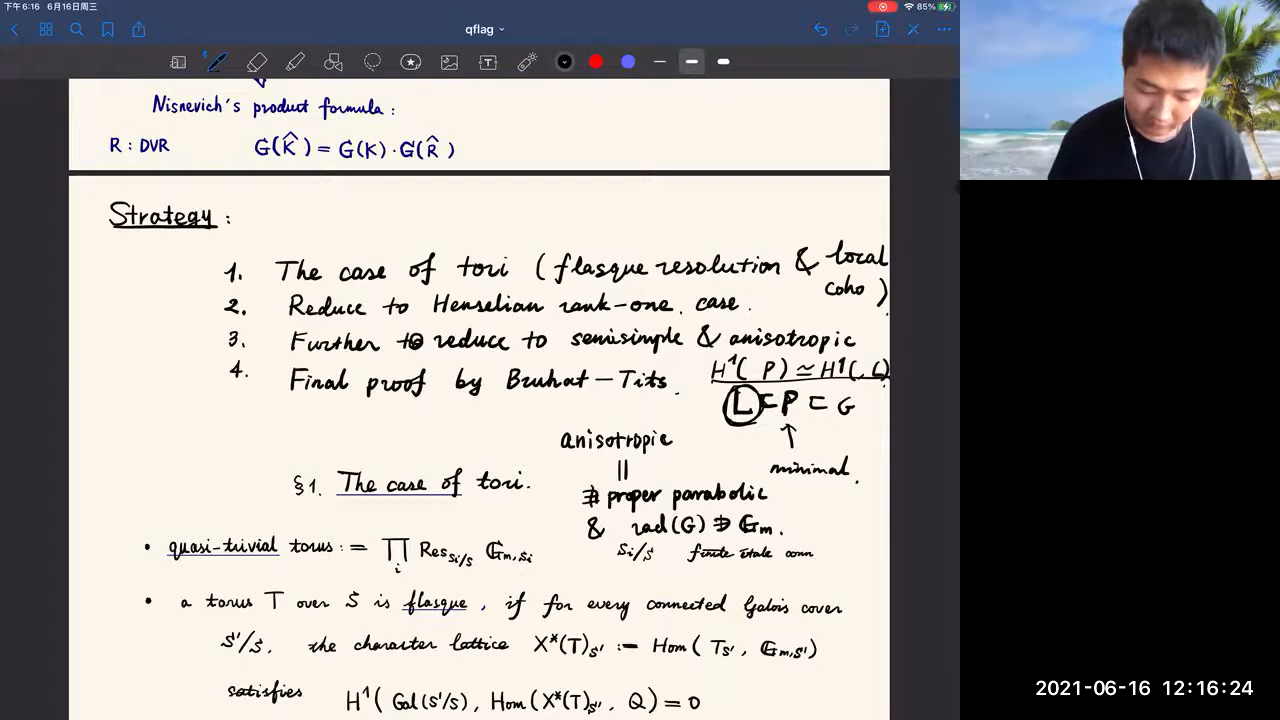 下午6:16 6月16日周三
85%
qflag
Nisnevich's product formula:
R : DVR G(K̂) = G(K)·G(R̂)
Strategy :
1. The case of tori (flasque resolution & local coho)
2. Reduce to Henselian rank-one. case.
3. Further to reduce to semisimple & anisotropic
4. Final proof by Bruhat-Tits.
H¹( P) ≃ H¹(, L)
L ⊂ P ⊂ G
↑
minimal.
anisotropic
||
∄ proper parabolic
& rad(G) ∌ 𝔾m.
§1. The case of tori.
• quasi-trivial torus := ∏i Res_{Si/S} 𝔾m,Si
Si/S finite étale conn
• a torus T over S is flasque, if for every connected Galois cover
S'/S, the character lattice X*(T)_{S'} := Hom( T_{S'}, 𝔾m,S')
satisfies H¹( Gal(S'/S), Hom(X*(T)_{S'}, Q) = 0
2021-06-16 12:16:24